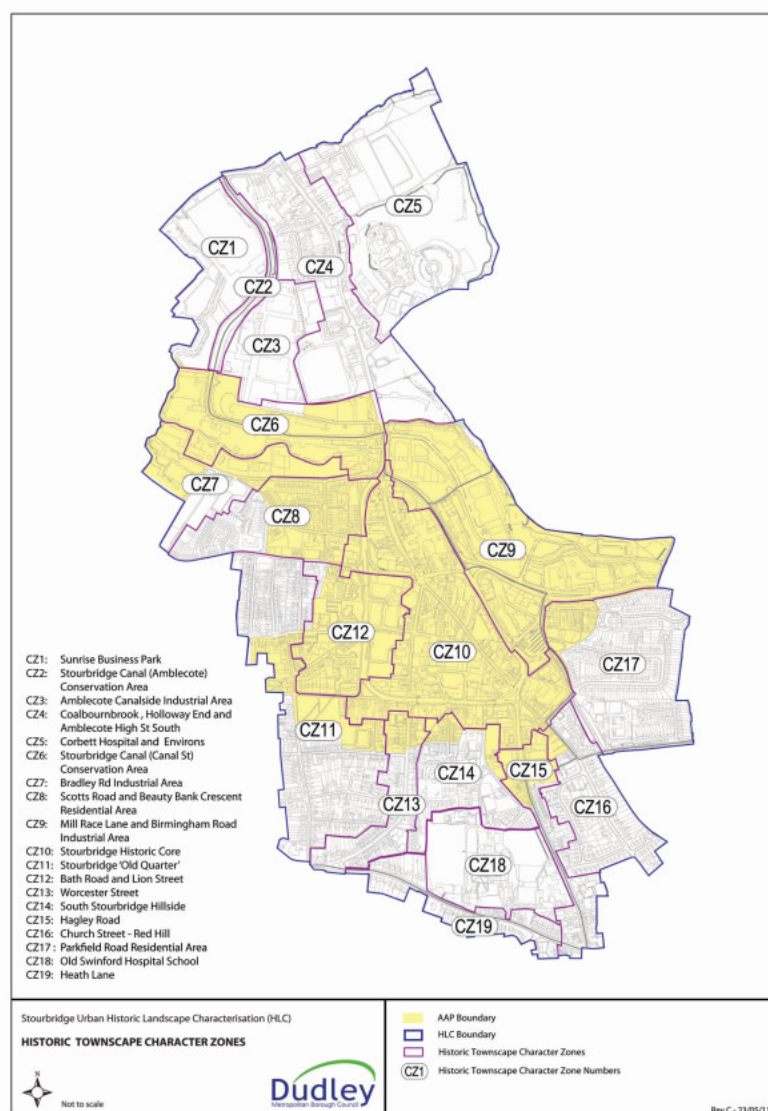 CZ5
CZ1
CZ4
CZ2
CZ3
CZ6
CZ7
CZ8
CZ9
CZ12
CZ10
CZ17
CZ11
CZ14
CZ15
CZ13
CZ16
CZ18
CZ19
CZ1: Sunrise Business Park
CZ2: Stourbridge Canal (Amblecote)
Conservation Area
CZ3: Amblecote Canalside Industrial Area
CZ4: Coalbournbrook , Holloway End and
Amblecote High St South
CZ5: Corbett Hospital and Environs
CZ6: Stourbridge Canal (Canal St)
Conservation Area
CZ7: Bradley Rd Industrial Area
CZ8: Scotts Road and Beauty Bank Crescent
Residential Area
CZ9: Mill Race Lane and Birmingham Road
Industrial Area
CZ10: Stourbridge Historic Core
CZ11: Stourbridge 'Old Quarter'
CZ12: Bath Road and Lion Street
CZ13: Worcester Street
CZ14: South Stourbridge Hillside
CZ15: Hagley Road
CZ16: Church Street - Red Hill
CZ17 : Parkfield Road Residential Area
CZ18: Old Swinford Hospital School
CZ19: Heath Lane
Stourbridge Urban Historic Landscape Characterisation (HLC)
HISTORIC TOWNSCAPE CHARACTER ZONES
N
Not to scale
Dudley
Metropolitan Borough Council
AAP Boundary
HLC Boundary
Historic Townscape Character Zones
CZ1 Historic Townscape Character Zone Numbers
Rev C - 23/05/1